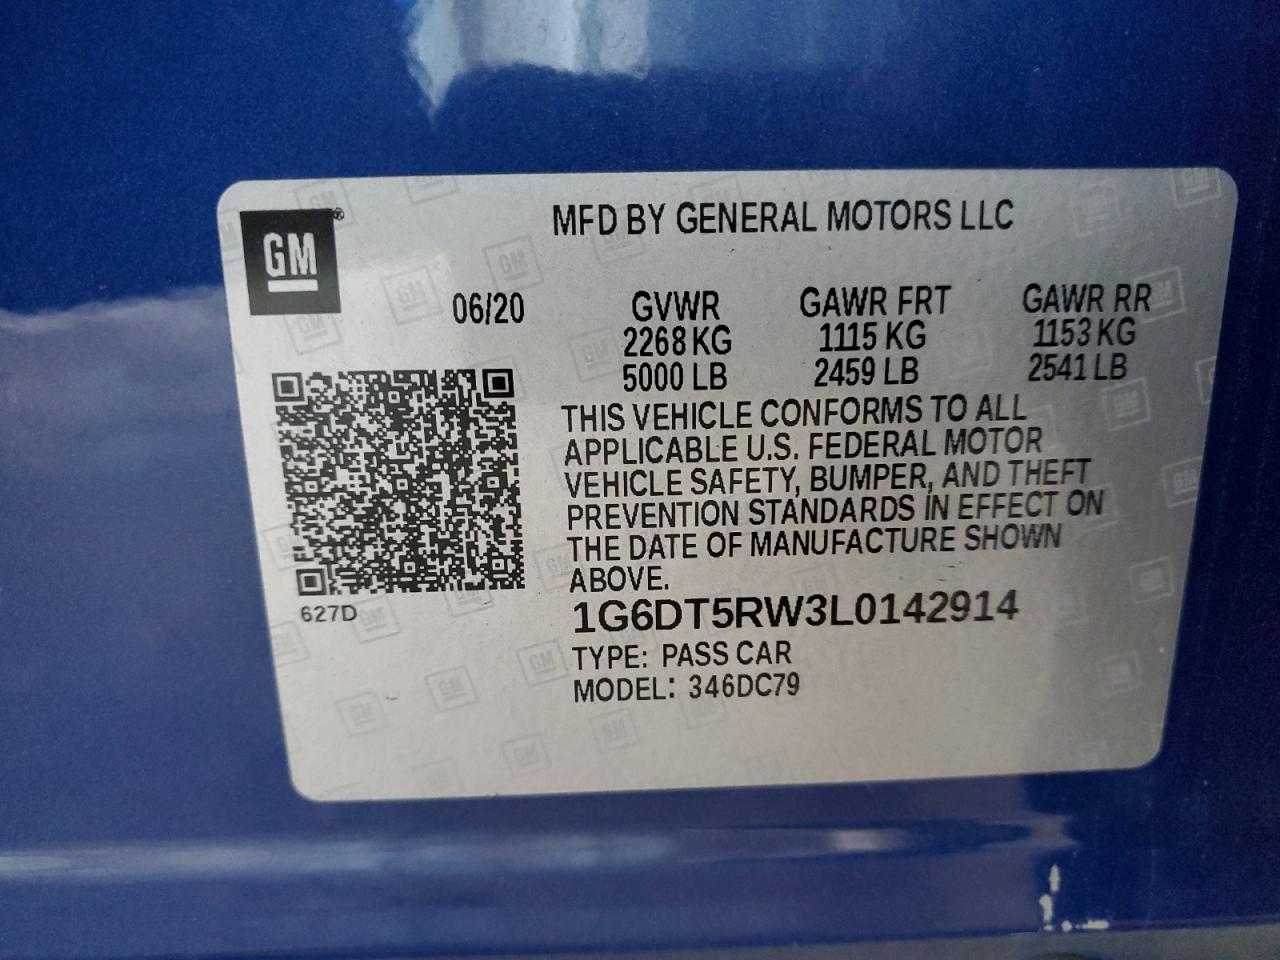 GM
MFD BY GENERAL MOTORS LLC
06/20 GVWR GAWR FRT GAWR RR
2268 KG 1115 KG 1153 KG
5000 LB 2459 LB 2541 LB
THIS VEHICLE CONFORMS TO ALL
APPLICABLE U.S. FEDERAL MOTOR
VEHICLE SAFETY, BUMPER, AND THEFT
PREVENTION STANDARDS IN EFFECT ON
THE DATE OF MANUFACTURE SHOWN
ABOVE.
627D
1G6DT5RW3L0142914
TYPE: PASS CAR
MODEL: 346DC79